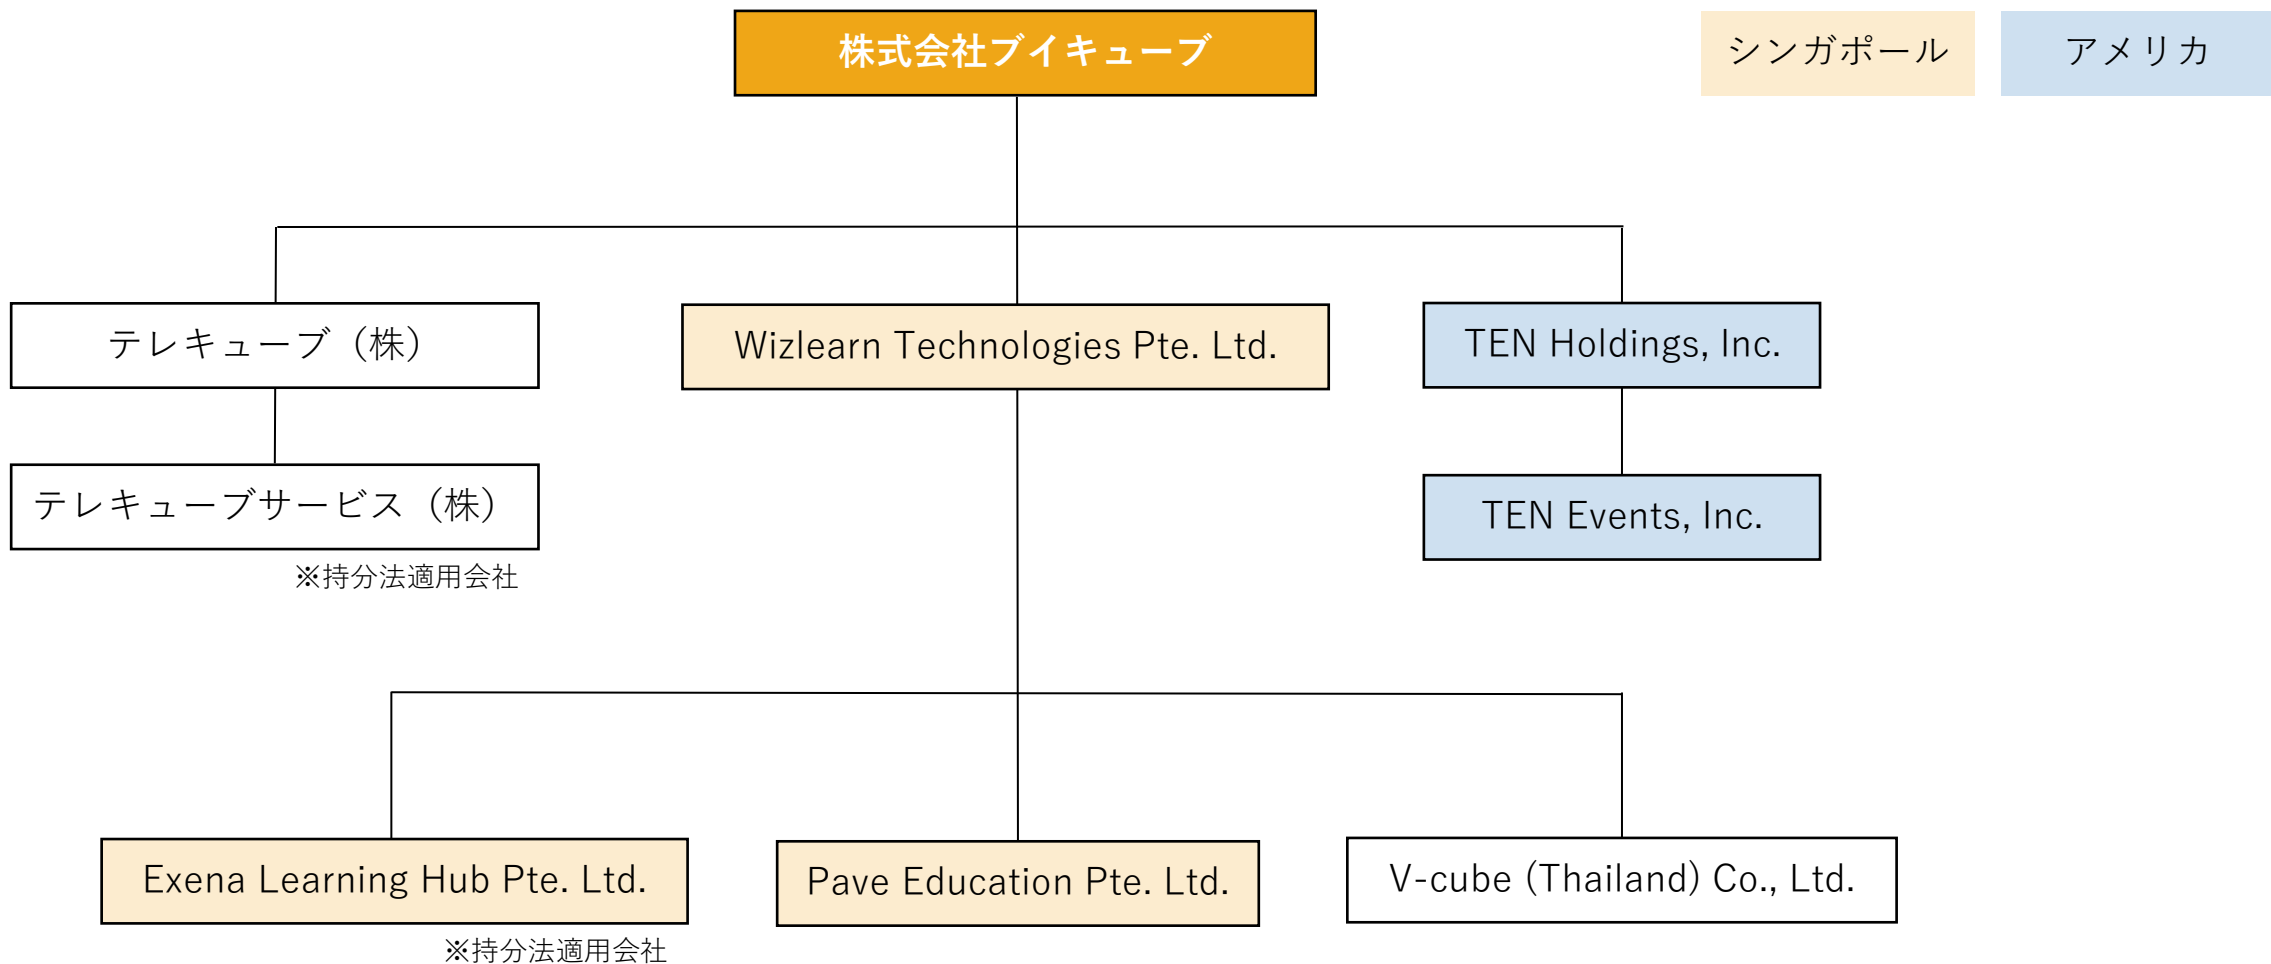 株式会社ブイキューブ
シンガポール
アメリカ
テレキューブ（株）
Wizlearn Technologies Pte. Ltd.
TEN Holdings, Inc.
テレキューブサービス（株）
※持分法適用会社
TEN Events, Inc.
Exena Learning Hub Pte. Ltd.
※持分法適用会社
Pave Education Pte. Ltd.
V-cube (Thailand) Co., Ltd.